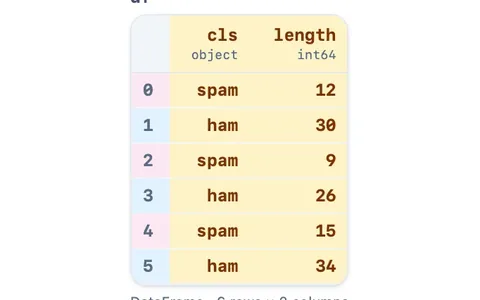 cls length
object int64
0 spam 12
1 ham 30
2 spam 9
3 ham 26
4 spam 15
5 ham 34